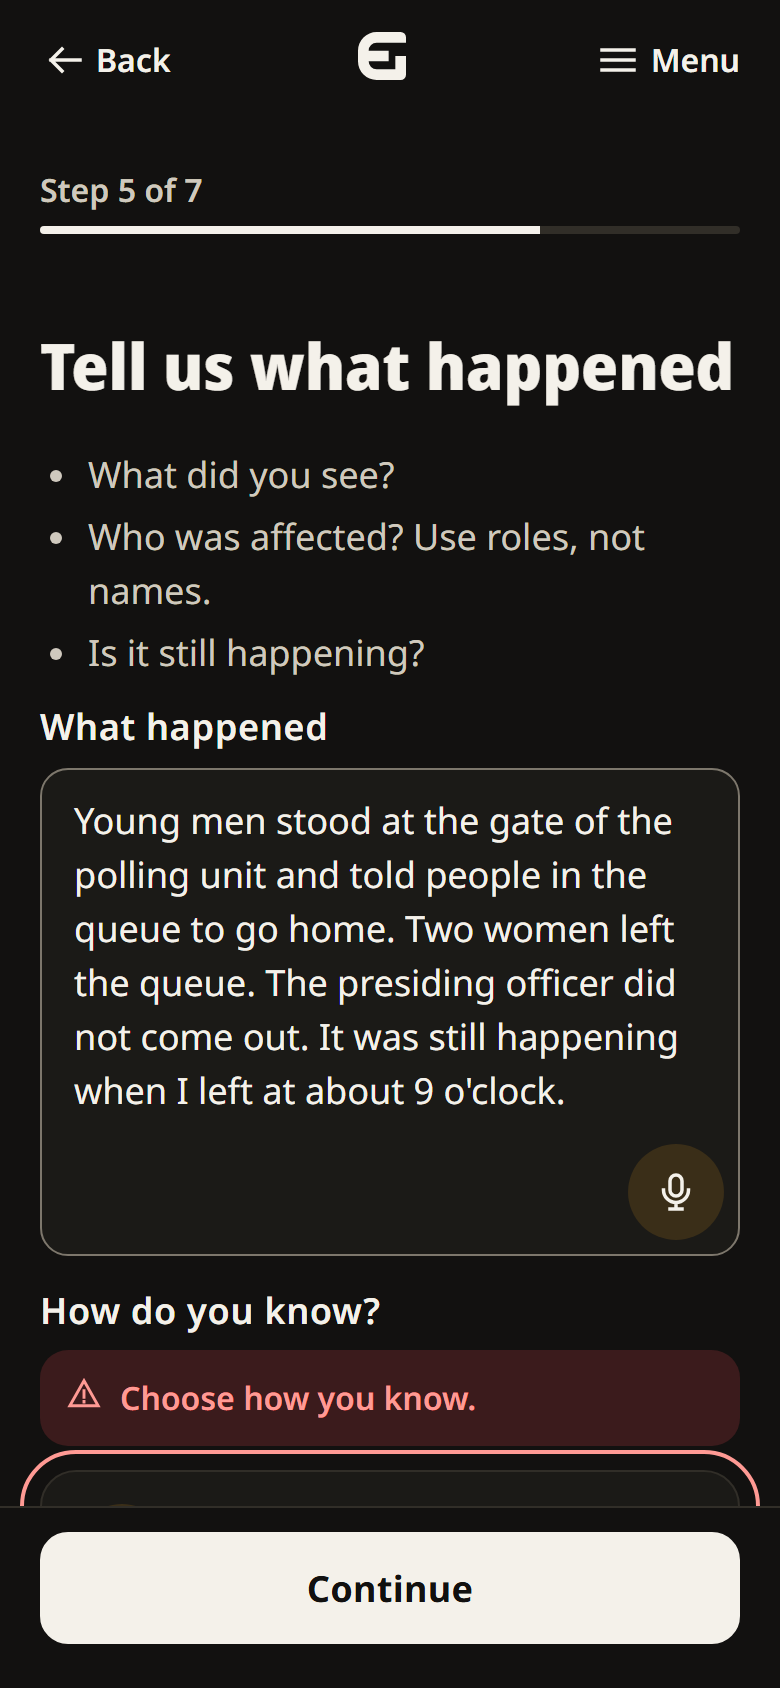 Back
Menu
Step 5 of 7
Tell us what happened
What did you see?
Who was affected? Use roles, not
names.
Is it still happening?
What happened
Young men stood at the gate of the
polling unit and told people in the
queue to go home. Two women left
the queue. The presiding officer did
not come out. It was still happening
when I left at about 9 o'clock.
How do you know?
Choose how you know.
Continue